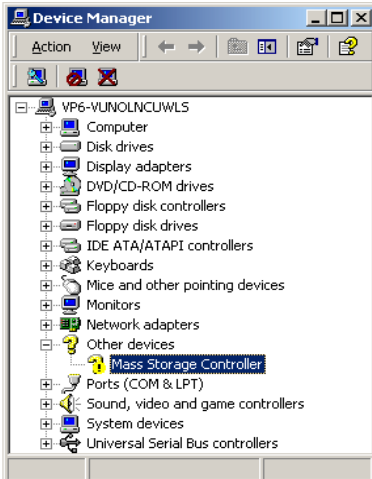 Device Manager
Action View
VP6-VUNOLNCUWLS
Computer
Disk drives
Display adapters
DVD/CD-ROM drives
Floppy disk controllers
Floppy disk drives
IDE ATA/ATAPI controllers
Keyboards
Mice and other pointing devices
Monitors
Network adapters
Other devices
Mass Storage Controller
Ports (COM & LPT)
Sound, video and game controllers
System devices
Universal Serial Bus controllers